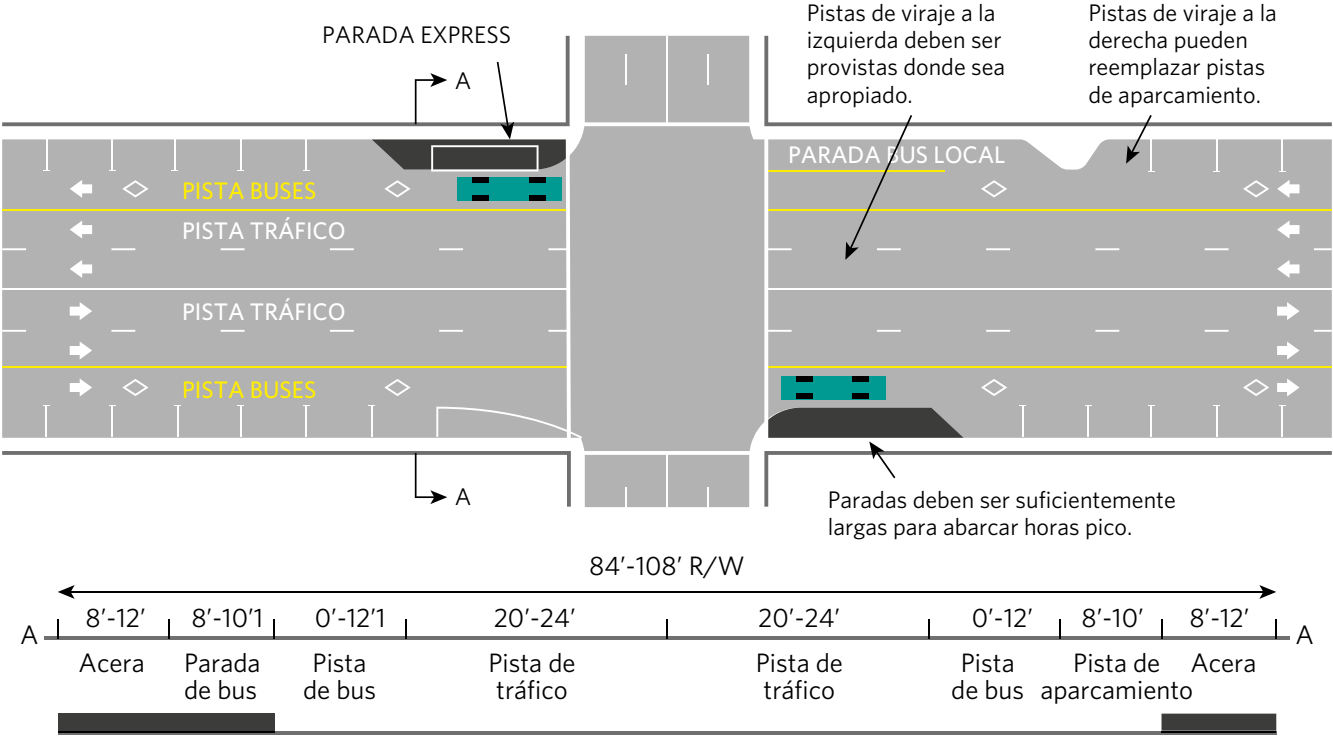 PARADA EXPRESS
A
Pistas de viraje a la
izquierda deben ser
provistas donde sea
apropiado.
Pistas de viraje a la
derecha pueden
reemplazar pistas
de aparcamiento.
PARADA BUS LOCAL
PISTA BUSES
PISTA TRÁFICO
PISTA TRÁFICO
PISTA BUSES
A
Paradas deben ser suficientemente
largas para abarcar horas pico.
84'-108' R/W
A 8'-12' 8'-10'1 0'-12'1 20'-24' 20'-24' 0'-12' 8'-10' 8'-12' A
Acera
Parada
de bus
Pista
de bus
Pista de
tráfico
Pista de
tráfico
Pista
de bus
Pista de
aparcamiento
Acera